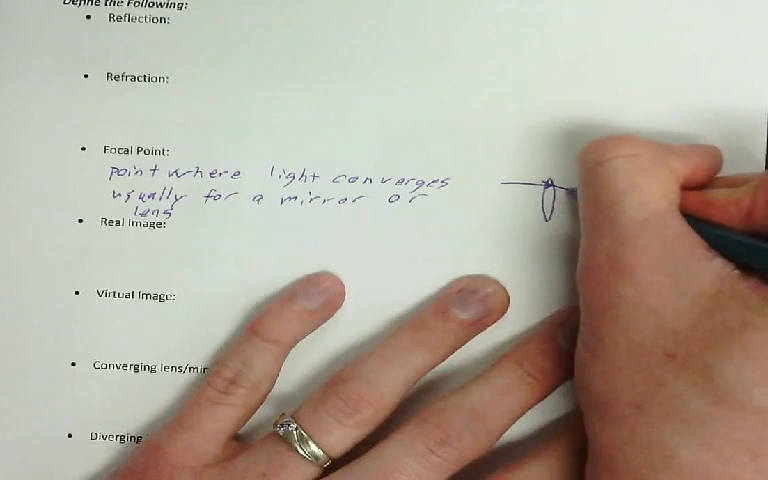 Define the Following:
• Reflection:
• Refraction:
• Focal Point:
point where light converges
usually for a mirror or
lens
• Real Image:
• Virtual Image:
• Converging lens/mir
• Diverging